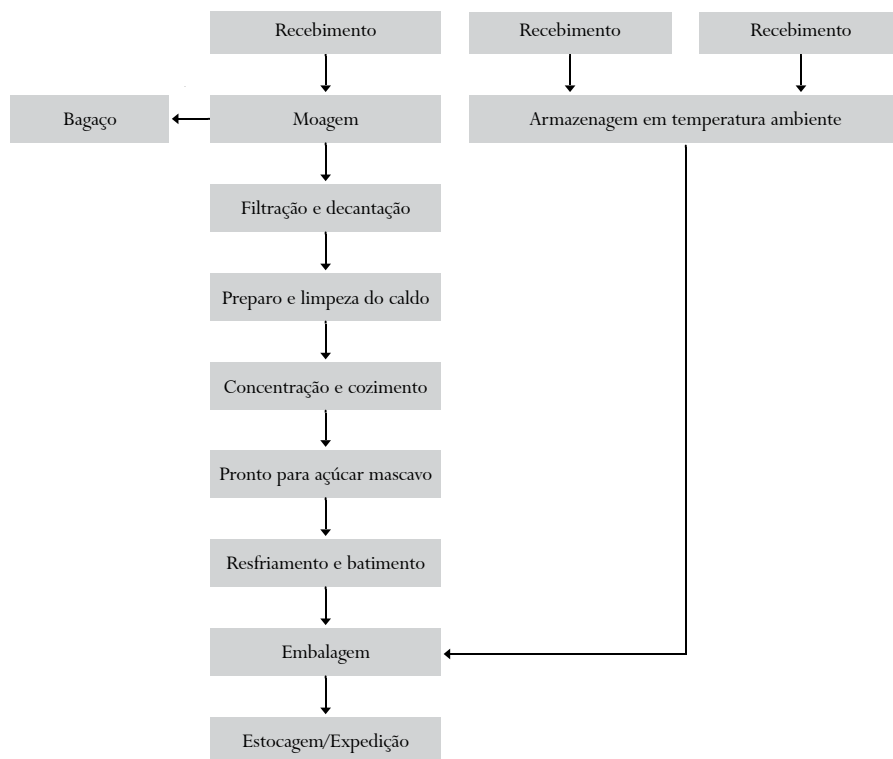 Recebimento
Recebimento
Recebimento
Bagaço
Moagem
Armazenagem em temperatura ambiente
Filtração e decantação
Preparo e limpeza do caldo
Concentração e cozimento
Pronto para açúcar mascavo
Resfriamento e batimento
Embalagem
Estocagem/Expedição